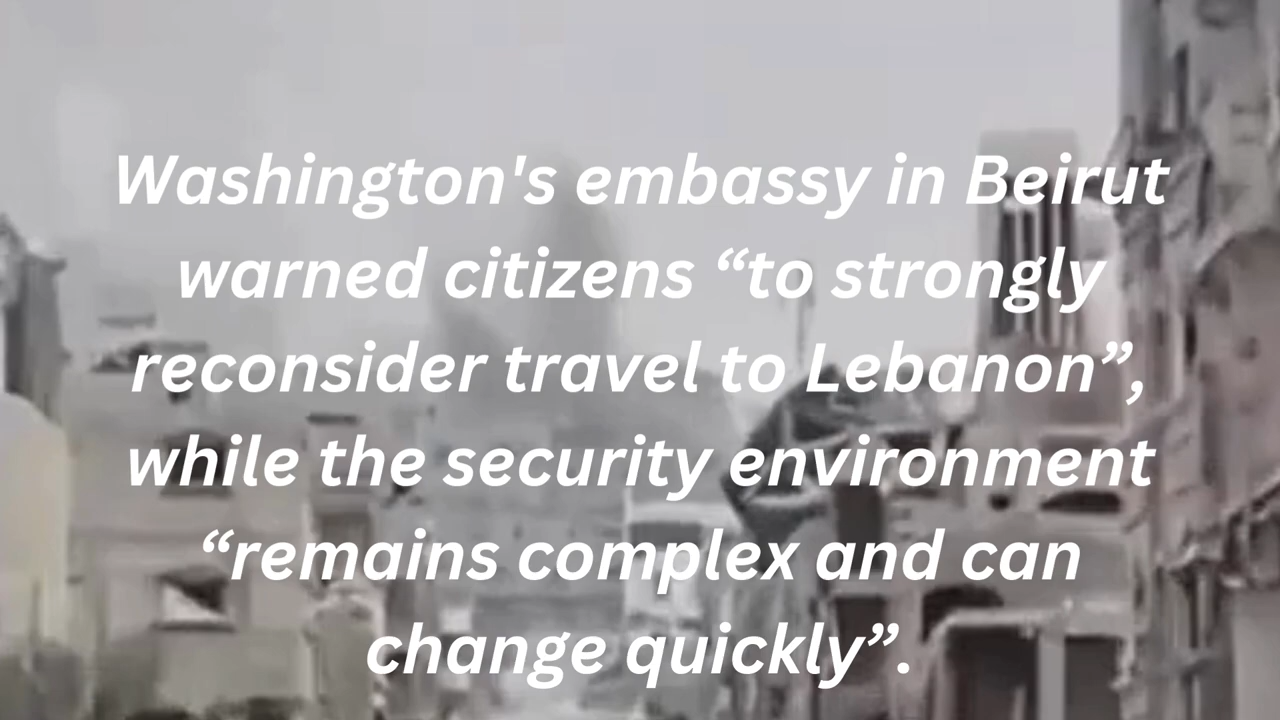 Washington's embassy in Beirut
warned citizens “to strongly
reconsider travel to Lebanon”,
while the security environment
“remains complex and can
change quickly”.